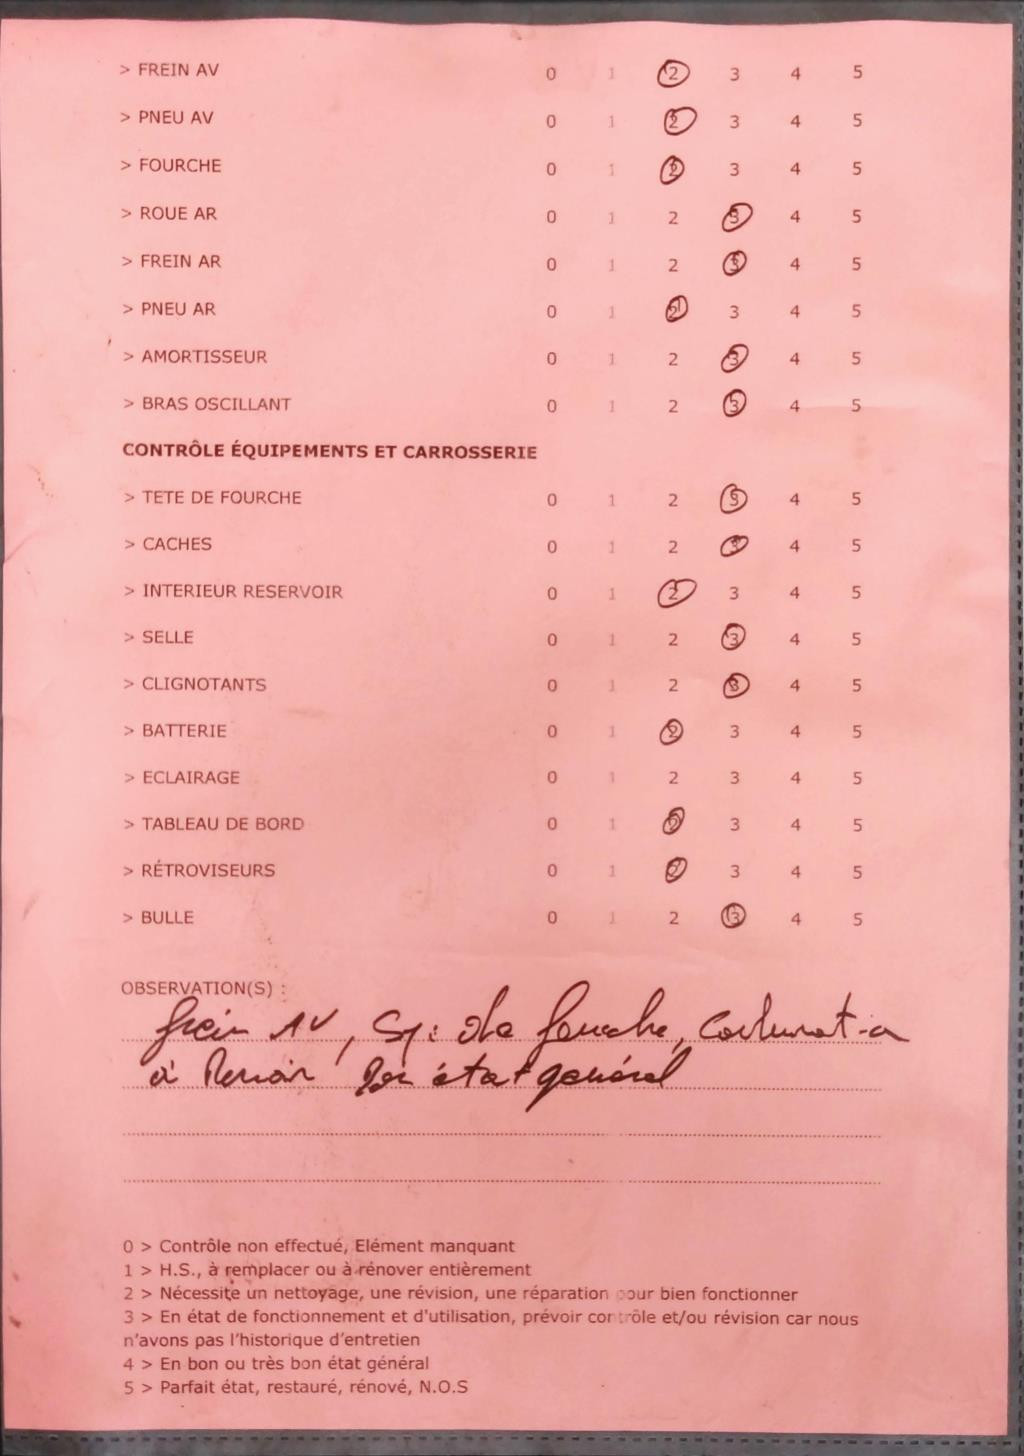 > FREIN AV 0 1 2 3 4 5
> PNEU AV 0 1 2 3 4 5
> FOURCHE 0 1 2 3 4 5
> ROUE AR 0 1 2 3 4 5
> FREIN AR 0 1 2 3 4 5
> PNEU AR 0 1 2 3 4 5
> AMORTISSEUR 0 1 2 3 4 5
> BRAS OSCILLANT 0 1 2 3 4 5
CONTRÔLE ÉQUIPEMENTS ET CARROSSERIE
> TETE DE FOURCHE 0 1 2 3 4 5
> CACHES 0 1 2 3 4 5
> INTERIEUR RESERVOIR 0 1 2 3 4 5
> SELLE 0 1 2 3 4 5
> CLIGNOTANTS 0 1 2 3 4 5
> BATTERIE 0 1 2 3 4 5
> ECLAIRAGE 0 1 2 3 4 5
> TABLEAU DE BORD 0 1 2 3 4 5
> RÉTROVISEURS 0 1 2 3 4 5
> BULLE 0 1 2 3 4 5
OBSERVATION(S) :
frein AV, de fourche,
à état général
0 > Contrôle non effectué, Elément manquant
1 > H.S., à remplacer ou à rénover entièrement
2 > Nécessite un nettoyage, une révision, une réparation pour bien fonctionner
3 > En état de fonctionnement et d'utilisation, prévoir contrôle et/ou révision car nous
n'avons pas l'historique d'entretien
4 > En bon ou très bon état général
5 > Parfait état, restauré, rénové, N.O.S